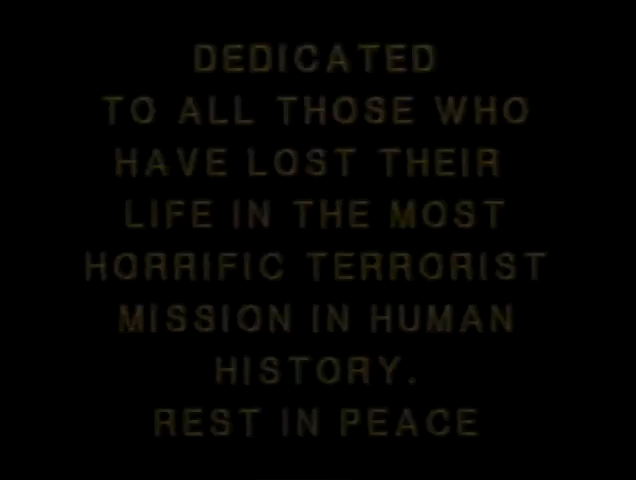 DEDICATED
TO ALL THOSE WHO
HAVE LOST THEIR
LIFE IN THE MOST
HORRIFIC TERRORIST
MISSION IN HUMAN
HISTORY.
REST IN PEACE